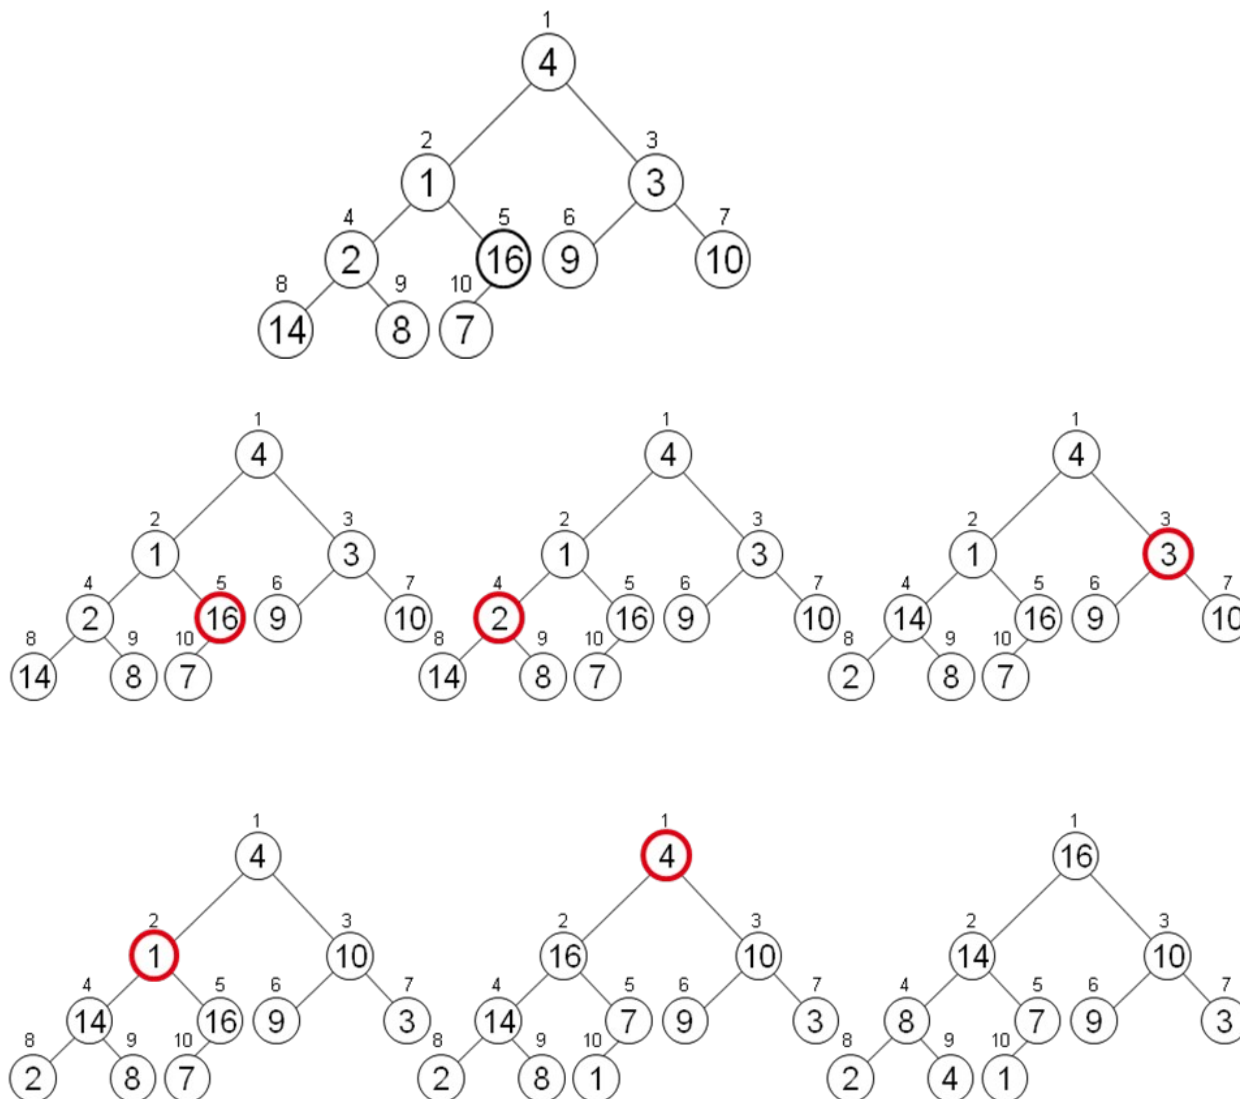 1
4
2 3
1 3
4 5 6 7
2 16 9 10
8 9 10
14 8 7
1 1 1
4 4 4
2 3 2 3 2 3
1 3 1 3 1 3
4 5 6 7 4 5 6 7 4 5 6 7
2 16 9 10 2 16 9 10 14 16 9 10
8 9 10 8 9 10 8 9 10
14 8 7 14 8 7 2 8 7
1 1 1
4 4 16
2 3 2 3 2 3
1 10 16 10 14 10
4 5 6 7 4 5 6 7 4 5 6 7
14 16 9 3 14 7 9 3 8 7 9 3
8 9 10 8 9 10 8 9 10
2 8 7 2 8 1 2 4 1